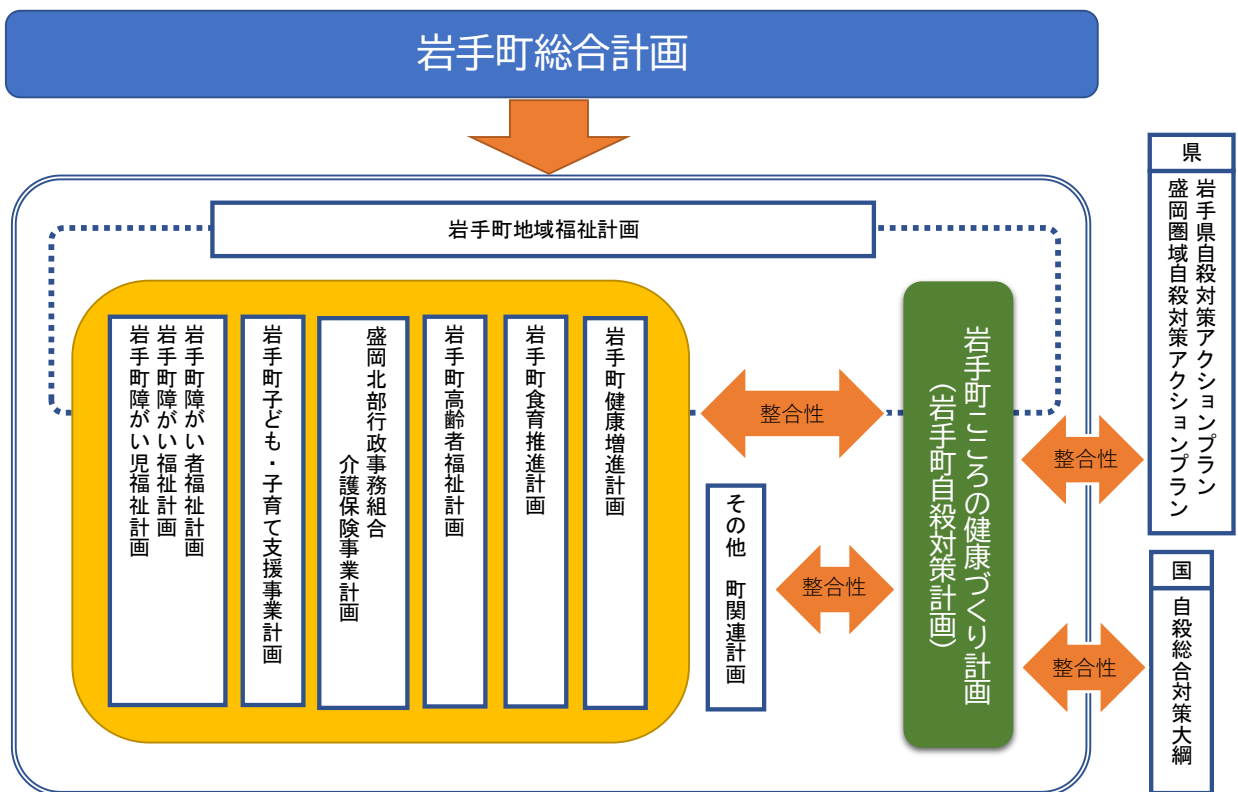 岩手町総合計画
岩手町地域福祉計画
岩手町障がい者福祉計画
岩手町障がい福祉計画
岩手町障がい児福祉計画
岩手町子ども・子育て支援事業計画
盛岡北部行政事務組合
介護保険事業計画
岩手町高齢者福祉計画
岩手町食育推進計画
岩手町健康増進計画
整合性
その他 町関連計画
整合性
岩手町こころの健康づくり計画
(岩手町自殺対策計画)
整合性
整合性
県
岩手県自殺対策アクションプラン
盛岡圏域自殺対策アクションプラン
国
自殺総合対策大綱